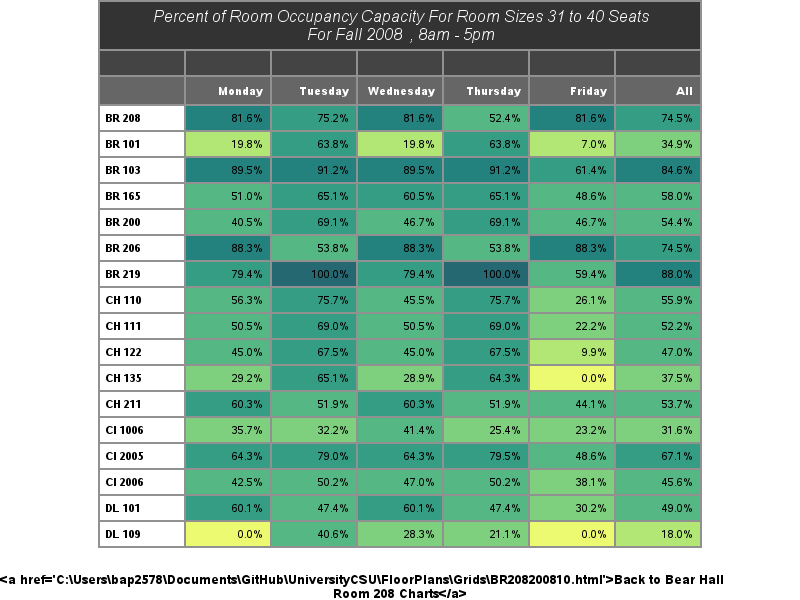 Percent of Room Occupancy Capacity For Room Sizes 31 to 40 Seats
For Fall 2008 , 8am - 5pm
Monday Tuesday Wednesday Thursday Friday All
BR 208 81.6% 75.2% 81.6% 52.4% 81.6% 74.5%
BR 101 19.8% 63.8% 19.8% 63.8% 7.0% 34.9%
BR 103 89.5% 91.2% 89.5% 91.2% 61.4% 84.6%
BR 165 51.0% 65.1% 60.5% 65.1% 48.6% 58.0%
BR 200 40.5% 69.1% 46.7% 69.1% 46.7% 54.4%
BR 206 88.3% 53.8% 88.3% 53.8% 88.3% 74.5%
BR 219 79.4% 100.0% 79.4% 100.0% 59.4% 88.0%
CH 110 56.3% 75.7% 45.5% 75.7% 26.1% 55.9%
CH 111 50.5% 69.0% 50.5% 69.0% 22.2% 52.2%
CH 122 45.0% 67.5% 45.0% 67.5% 9.9% 47.0%
CH 135 29.2% 65.1% 28.9% 64.3% 0.0% 37.5%
CH 211 60.3% 51.9% 60.3% 51.9% 44.1% 53.7%
CI 1006 35.7% 32.2% 41.4% 25.4% 23.2% 31.6%
CI 2005 64.3% 79.0% 64.3% 79.5% 48.6% 67.1%
CI 2006 42.5% 50.2% 47.0% 50.2% 38.1% 45.6%
DL 101 60.1% 47.4% 60.1% 47.4% 30.2% 49.0%
DL 109 0.0% 40.6% 28.3% 21.1% 0.0% 18.0%
<a href='C:\Users\bap2578\Documents\GitHub\UniversityCSU\FloorPlans\Grids\BR208200810.html'>Back to Bear Hall
Room 208 Charts</a>